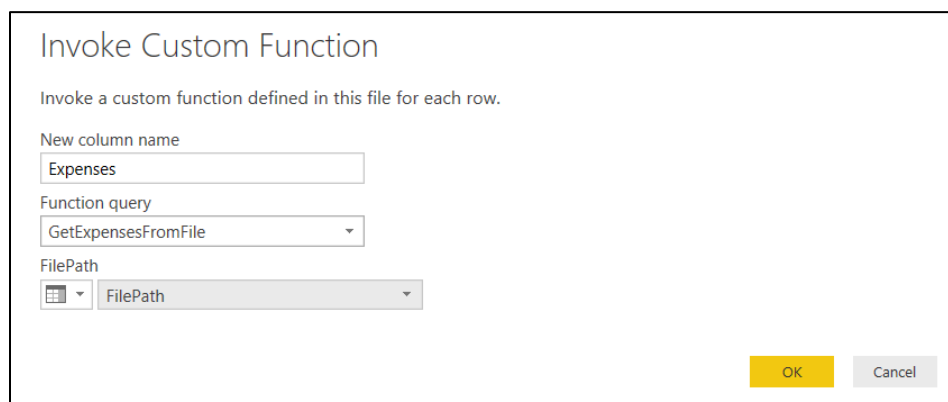 Invoke Custom Function
Invoke a custom function defined in this file for each row.
New column name
Expenses
Function query
GetExpensesFromFile
FilePath
FilePath
OK Cancel